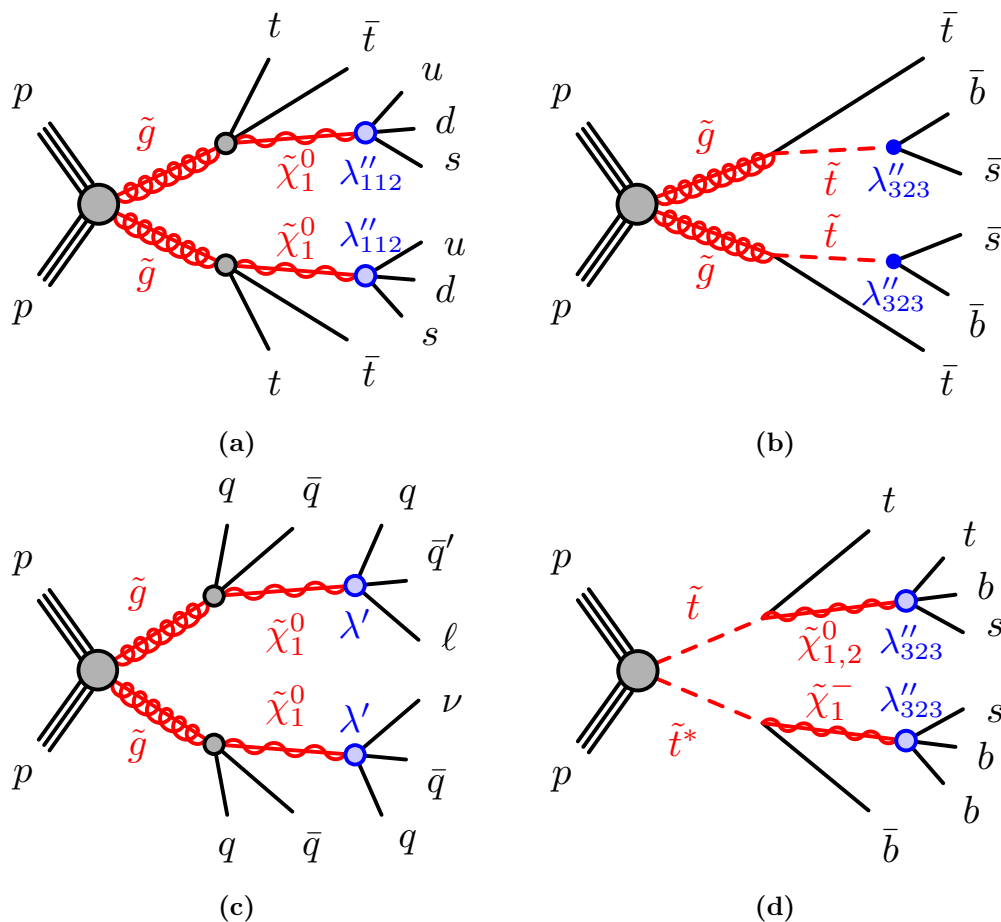 p
p
g̃
g̃
t
t̄
χ̃₁⁰
λ''₁₁₂
u
d
s
χ̃₁⁰
λ''₁₁₂
u
d
s
t
t̄
(a)
p
p
g̃
g̃
t̄
t̃
λ''₃₂₃
b̄
s̄
t̃
λ''₃₂₃
s̄
b̄
t̄
(b)
p
p
g̃
g̃
q
q̄
χ̃₁⁰
λ'
q
q̄'
ℓ
χ̃₁⁰
λ'
ν
q̄
q
q
q̄
(c)
p
p
t̃
t̃*
t
χ̃⁰₁,₂
λ''₃₂₃
t
b
s
χ̃₁⁻
λ''₃₂₃
s
b
b
b̄
(d)